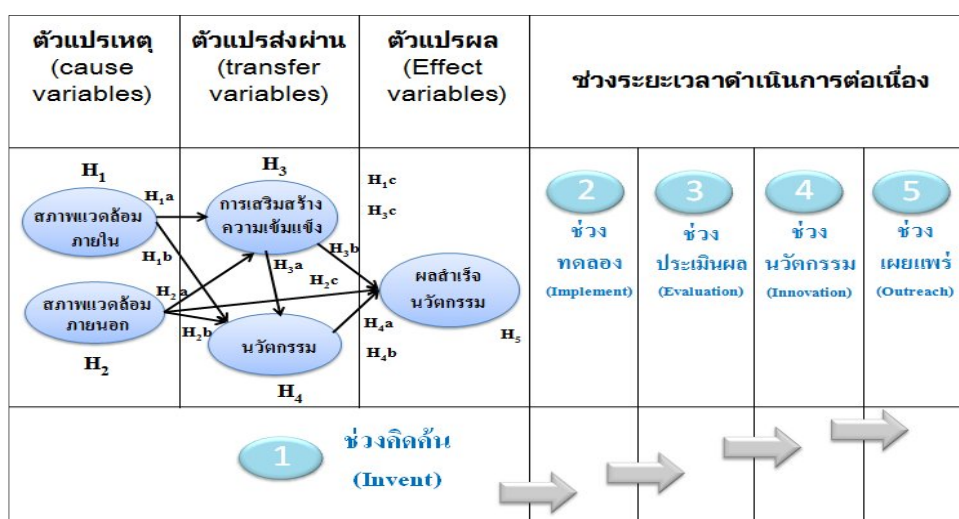 ตัวแปรเหตุ
(cause
variables)
ตัวแปรส่งผ่าน
(transfer
variables)
ตัวแปรผล
(Effect
variables)
ช่วงระยะเวลาดำเนินการต่อเนื่อง
H₁
สภาพแวดล้อม
ภายใน
H₁a
H₁b
H₂a
สภาพแวดล้อม
ภายนอก
H₂
H₂b
H₃
การเสริมสร้าง
ความเข้มแข็ง
H₃a
H₃b
H₂c
นวัตกรรม
H₄
H₁c
H₃c
ผลสำเร็จ
นวัตกรรม
H₄a
H₄b
H₅
2
ช่วง
ทดลอง
(Implement)
3
ช่วง
ประเมินผล
(Evaluation)
4
ช่วง
นวัตกรรม
(Innovation)
5
ช่วง
เผยแพร่
(Outreach)
1
ช่วงคิดค้น
(Invent)